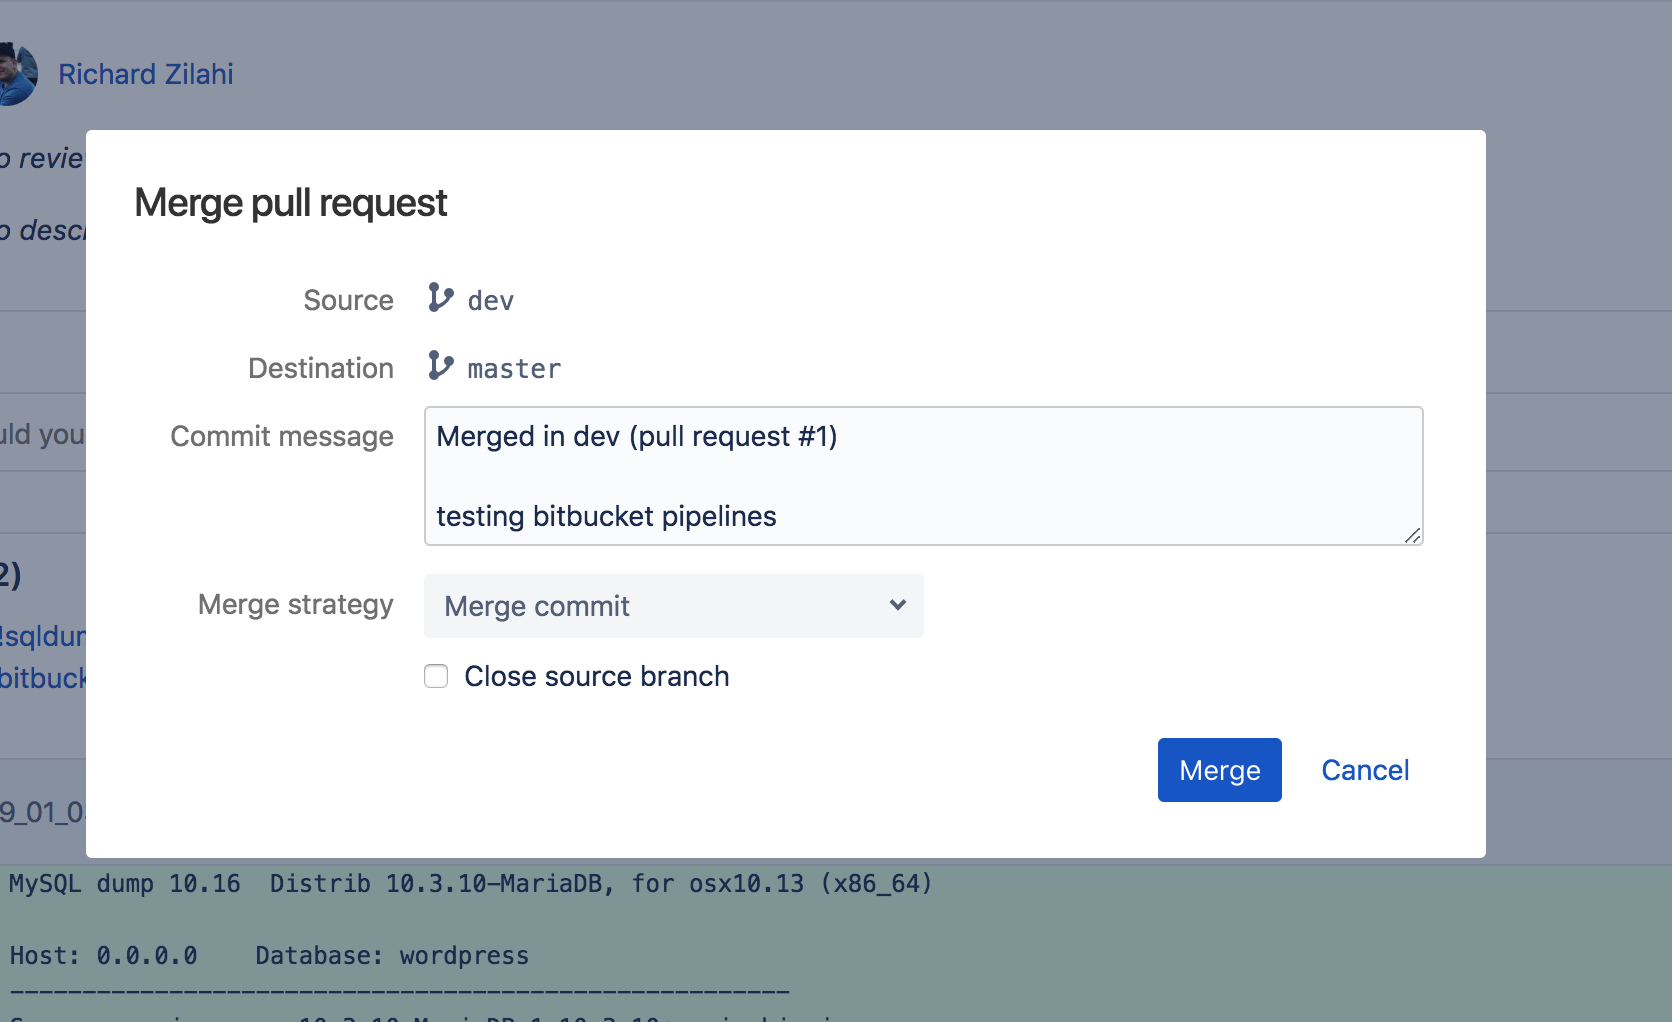 Richard Zilahi
o revie
o desc
Merge pull request
Source dev
Destination master
uld you
Commit message Merged in dev (pull request #1)
testing bitbucket pipelines
2)
Merge strategy Merge commit
!sqldur
bitbuck
Close source branch
Merge Cancel
9_01_0
MySQL dump 10.16  Distrib 10.3.10-MariaDB, for osx10.13 (x86_64)
Host: 0.0.0.0    Database: wordpress
------------------------------------------------------